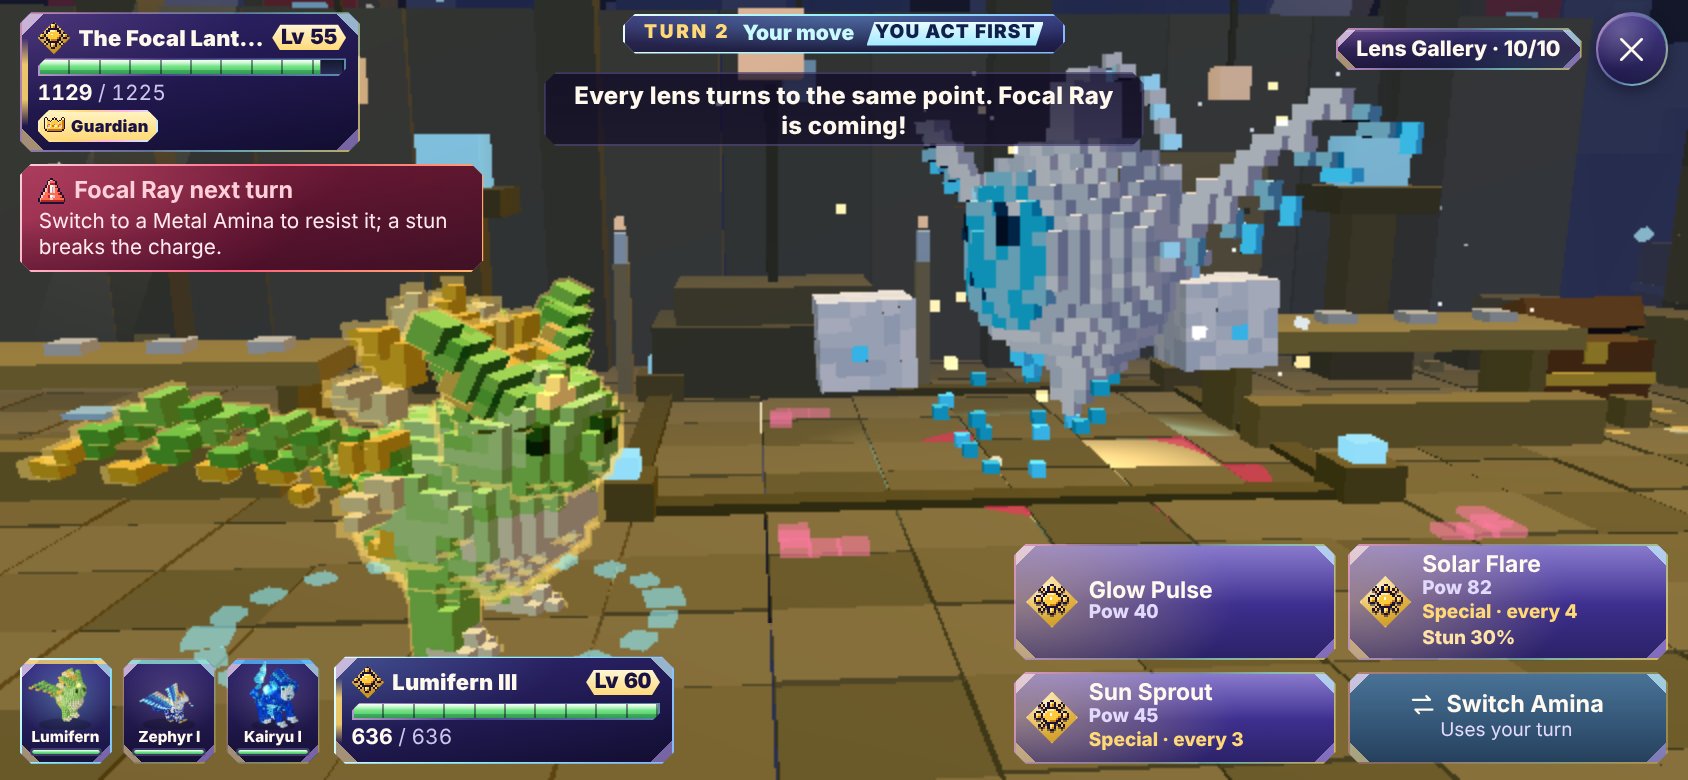 The Focal Lant... Lv 55
1129 / 1225
Guardian
TURN 2 Your move YOU ACT FIRST
Every lens turns to the same point. Focal Ray
is coming!
Lens Gallery · 10/10
Focal Ray next turn
Switch to a Metal Amina to resist it; a stun
breaks the charge.
Glow Pulse
Pow 40
Solar Flare
Pow 82
Special · every 4
Stun 30%
Sun Sprout
Pow 45
Special · every 3
Switch Amina
Uses your turn
Lumifern
Zephyr I
Kairyu I
Lumifern III Lv 60
636 / 636